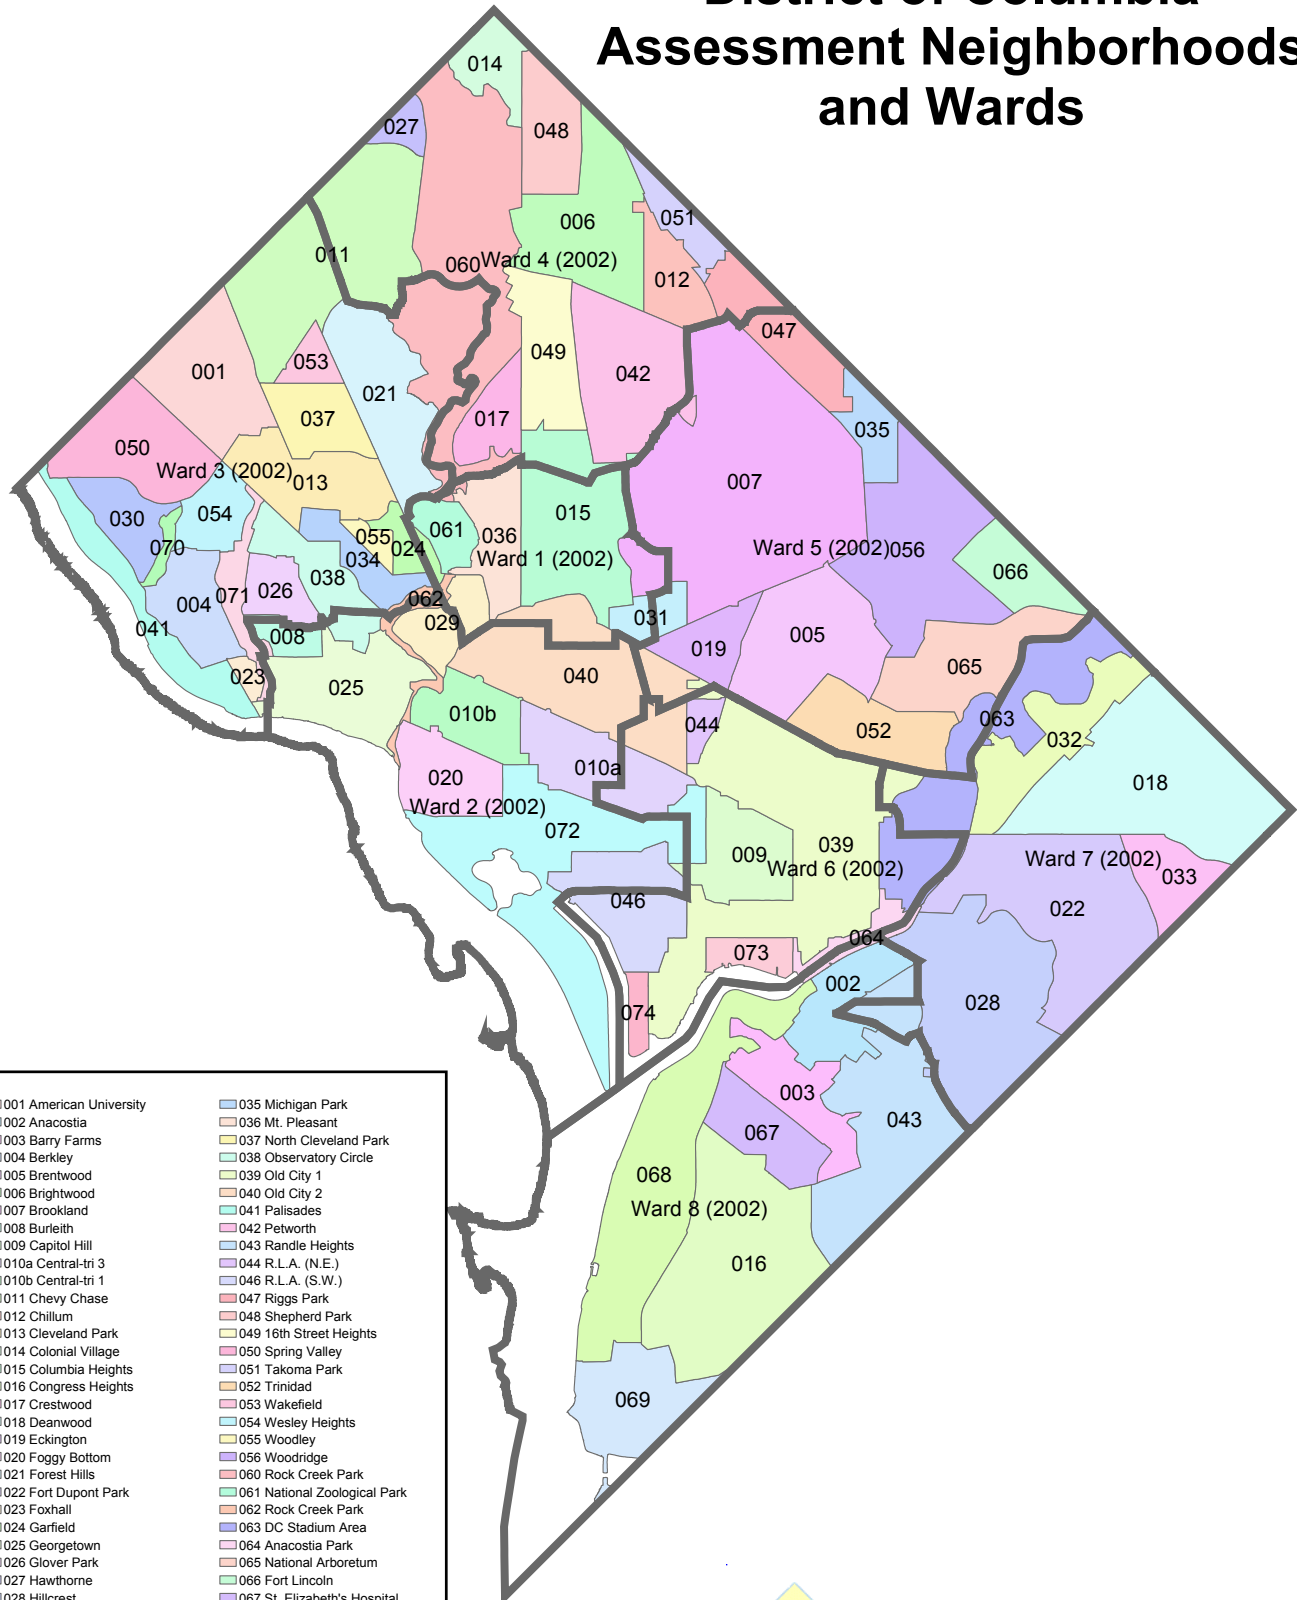 District of Columbia
Assessment Neighborhoods
and Wards
014
027
048
006
051
011
060
Ward 4 (2002)
012
047
001
053
021
049
042
037
017
035
050
Ward 3 (2002)
013
007
030
054
070
055
034
024
061
036
015
Ward 1 (2002)
Ward 5 (2002)
056
066
004
071
026
038
062
041
008
029
031
019
005
065
023
025
040
010b
044
052
063
032
010a
020
Ward 2 (2002)
072
018
009
039
Ward 6 (2002)
Ward 7 (2002)
033
046
022
064
073
002
028
074
003
043
067
068
Ward 8 (2002)
016
069
001 American University
002 Anacostia
003 Barry Farms
004 Berkley
005 Brentwood
006 Brightwood
007 Brookland
008 Burleith
009 Capitol Hill
010a Central-tri 3
010b Central-tri 1
011 Chevy Chase
012 Chillum
013 Cleveland Park
014 Colonial Village
015 Columbia Heights
016 Congress Heights
017 Crestwood
018 Deanwood
019 Eckington
020 Foggy Bottom
021 Forest Hills
022 Fort Dupont Park
023 Foxhall
024 Garfield
025 Georgetown
026 Glover Park
027 Hawthorne
028 Hillcrest
035 Michigan Park
036 Mt. Pleasant
037 North Cleveland Park
038 Observatory Circle
039 Old City 1
040 Old City 2
041 Palisades
042 Petworth
043 Randle Heights
044 R.L.A. (N.E.)
046 R.L.A. (S.W.)
047 Riggs Park
048 Shepherd Park
049 16th Street Heights
050 Spring Valley
051 Takoma Park
052 Trinidad
053 Wakefield
054 Wesley Heights
055 Woodley
056 Woodridge
060 Rock Creek Park
061 National Zoological Park
062 Rock Creek Park
063 DC Stadium Area
064 Anacostia Park
065 National Arboretum
066 Fort Lincoln
067 St. Elizabeth's Hospital